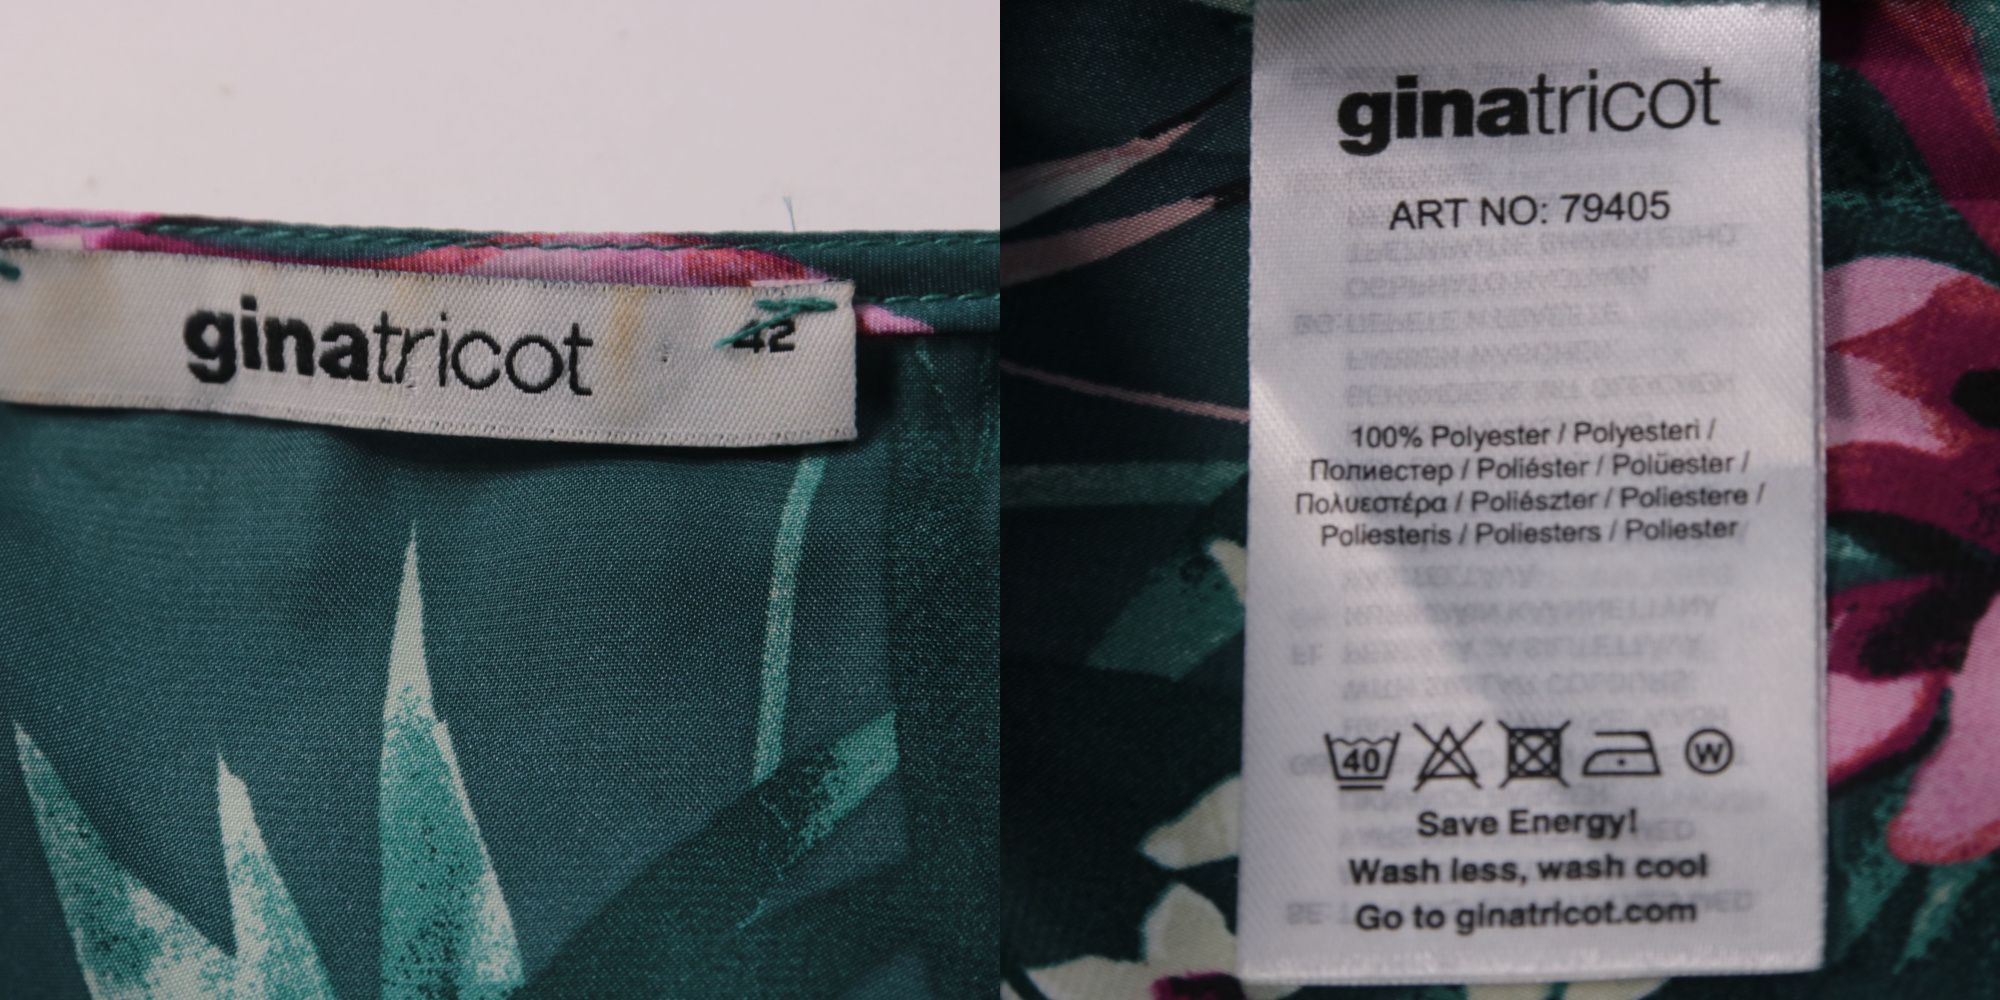 ginatricot
42
ginatricot
ART NO: 79405
100% Polyester / Polyesteri /
Полиестер / Poliéster / Polüester /
Πολυεστέρα / Poliészter / Poliestere /
Poliesteris / Poliesters / Poliester
40
W
Save Energy!
Wash less, wash cool
Go to ginatricot.com